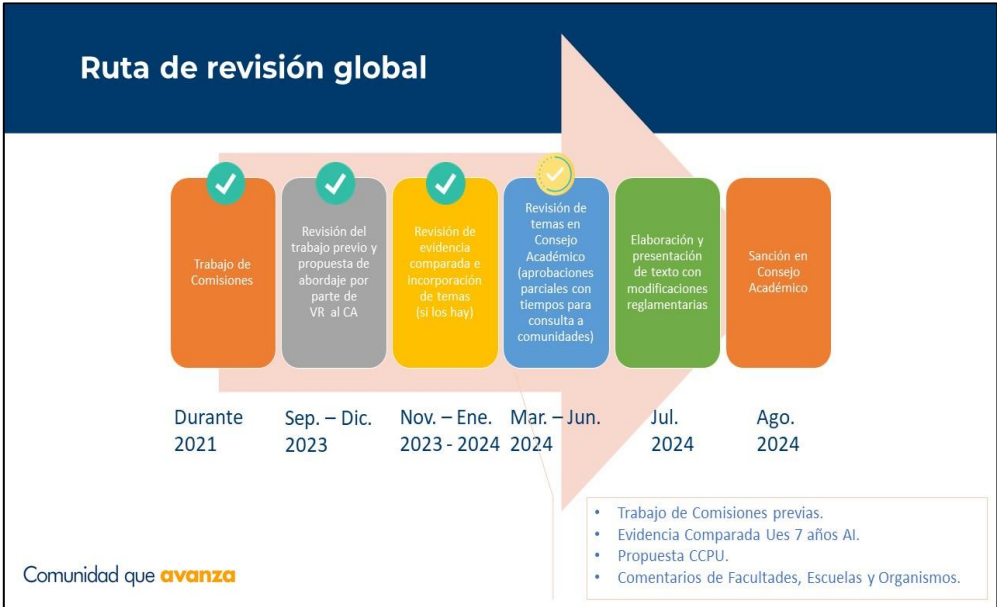 Ruta de revisión global
Trabajo de
Comisiones
Revisión del
trabajo previo y
propuesta de
abordaje por
parte de
VR al CA
Revisión de
evidencia
comparada e
incorporación
de temas
(si los hay)
Revisión de
temas en
Consejo
Académico
(aprobaciones
parciales con
tiempos para
consulta a
comunidades)
Elaboración y
presentación
de texto con
modificaciones
reglamentarias
Sanción en
Consejo
Académico
Durante
2021
Sep. – Dic.
2023
Nov. – Ene.
2023 - 2024
Mar. – Jun.
2024
Jul.
2024
Ago.
2024
• Trabajo de Comisiones previas.
• Evidencia Comparada Ues 7 años AI.
• Propuesta CCPU.
• Comentarios de Facultades, Escuelas y Organismos.
Comunidad que avanza